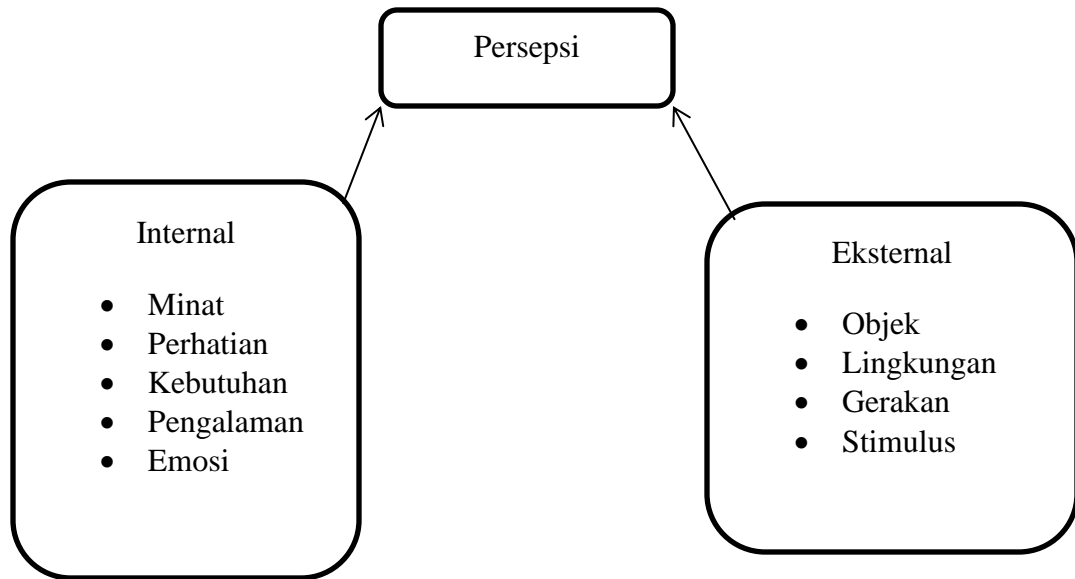 Persepsi
Internal
• Minat
• Perhatian
• Kebutuhan
• Pengalaman
• Emosi
Eksternal
• Objek
• Lingkungan
• Gerakan
• Stimulus